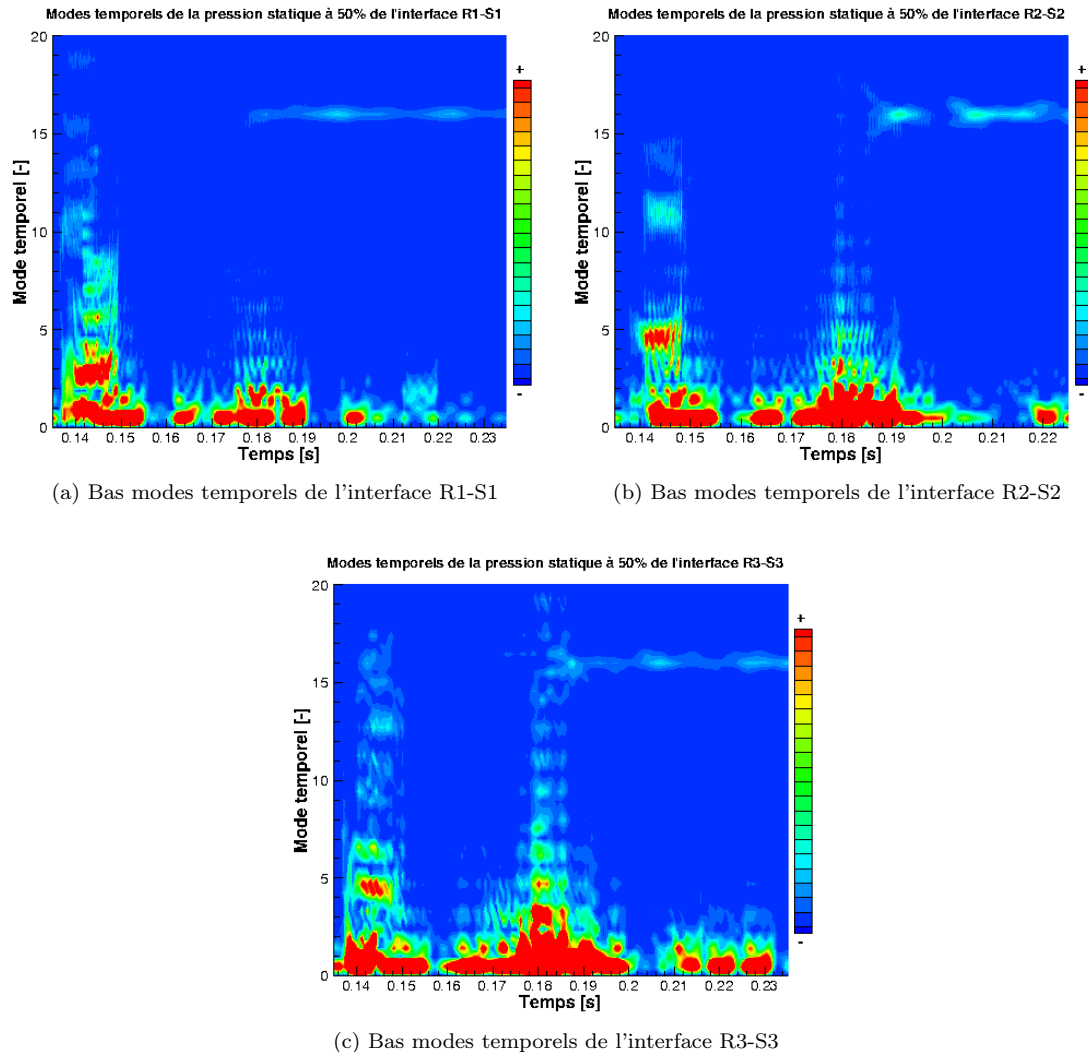 Modes temporels de la pression statique à 50% de l'interface R1-S1
Mode temporel [-]
20
15
10
5
0
0.14 0.15 0.16 0.17 0.18 0.19 0.2 0.21 0.22 0.23
Temps [s]
+
-
(a) Bas modes temporels de l'interface R1-S1
Modes temporels de la pression statique à 50% de l'interface R2-S2
Mode temporel [-]
20
15
10
5
0
0.14 0.15 0.16 0.17 0.18 0.19 0.2 0.21 0.22
Temps [s]
+
-
(b) Bas modes temporels de l'interface R2-S2
Modes temporels de la pression statique à 50% de l'interface R3-S3
Mode temporel [-]
20
15
10
5
0
0.14 0.15 0.16 0.17 0.18 0.19 0.2 0.21 0.22 0.23
Temps [s]
+
-
(c) Bas modes temporels de l'interface R3-S3